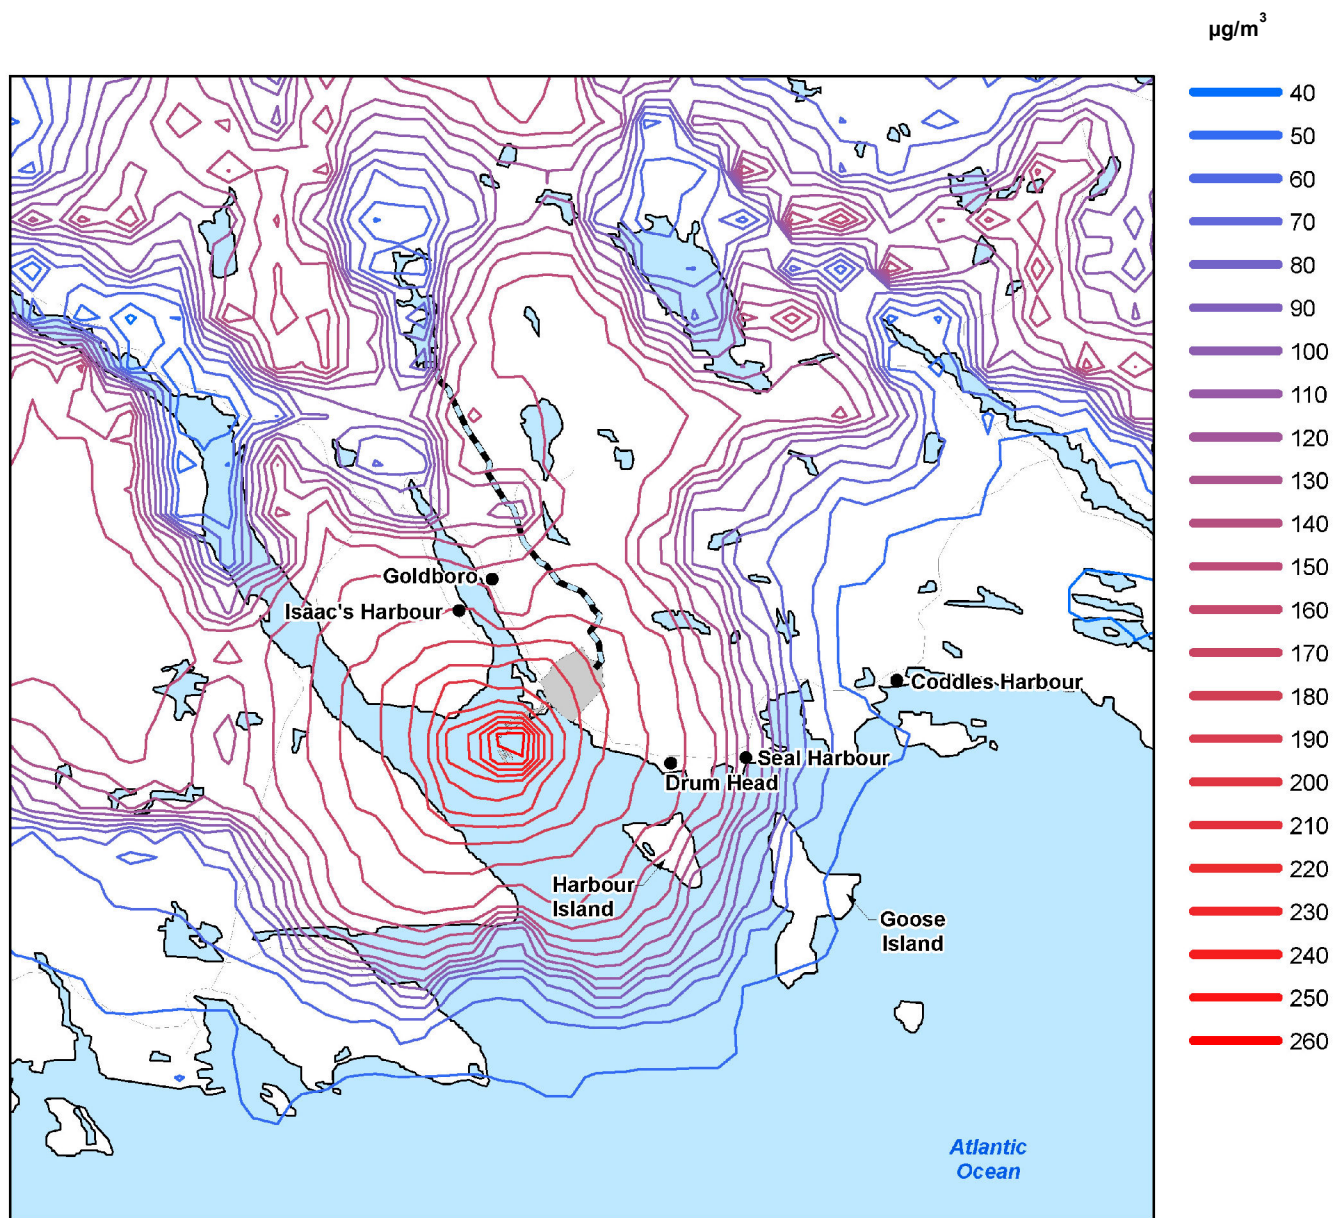 µg/m³
40
50
60
70
80
90
100
110
120
130
140
150
160
170
180
190
200
210
220
230
240
250
260
Goldboro
Isaac's Harbour
Coddles Harbour
Seal Harbour
Drum Head
Harbour
Island
Goose
Island
Atlantic
Ocean